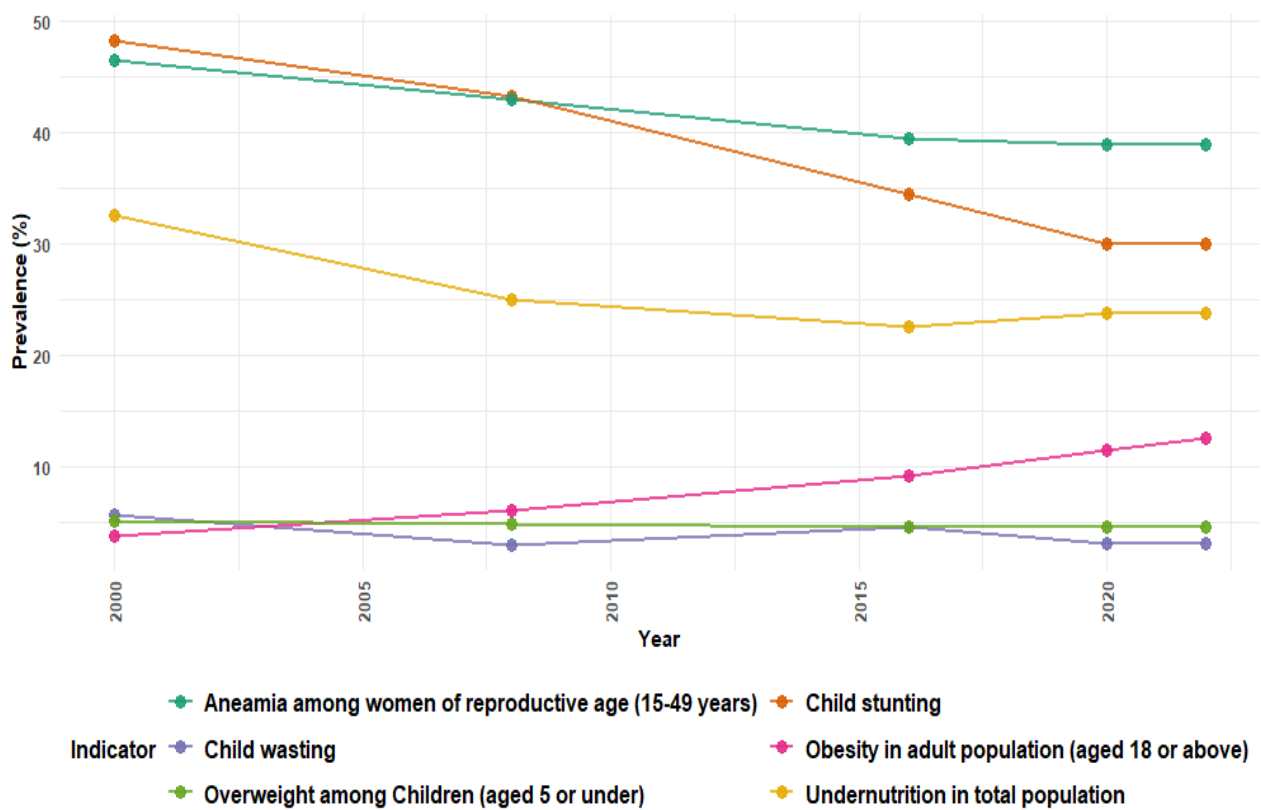 50
40
30
20
10
Prevalence (%)
2000
2005
2010
2015
2020
Year
Indicator
Aneamia among women of reproductive age (15-49 years)
Child stunting
Child wasting
Obesity in adult population (aged 18 or above)
Overweight among Children (aged 5 or under)
Undernutrition in total population